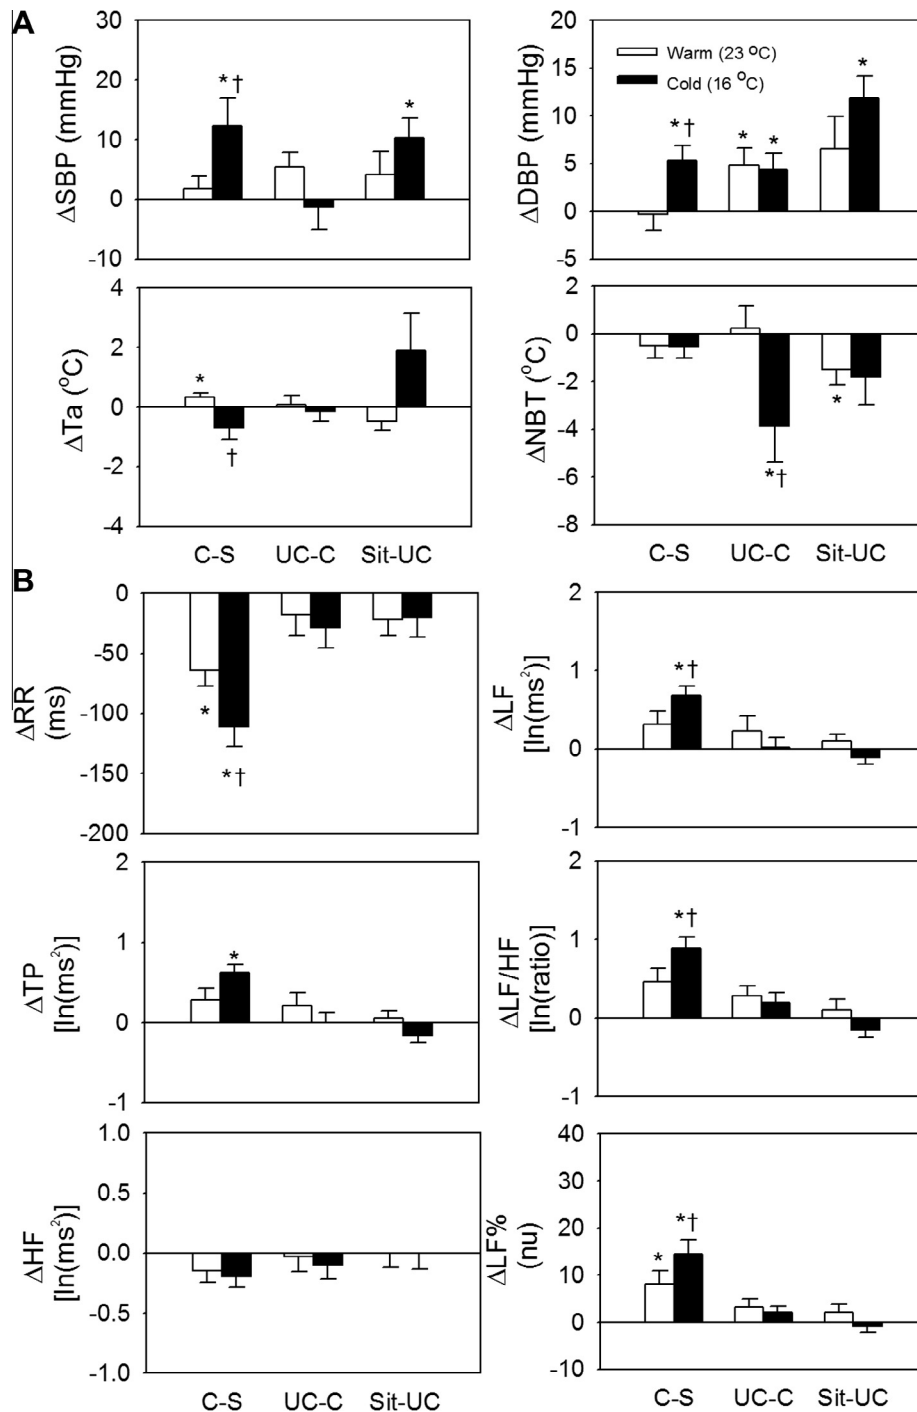 A
ΔSBP (mmHg)
30
20
10
0
-10
*†
*
ΔDBP (mmHg)
20
15
10
5
0
-5
Warm (23 °C)
Cold (16 °C)
*†
*
*
*
ΔTa (°C)
4
2
0
-2
-4
*
†
C-S UC-C Sit-UC
ΔNBT (°C)
2
0
-2
-4
-6
-8
*†
*
C-S UC-C Sit-UC
B
ΔRR
(ms)
0
-50
-100
-150
-200
*
*†
ΔLF
[ln(ms²)]
2
1
0
-1
*†
ΔTP
[ln(ms²)]
2
1
0
-1
*
ΔLF/HF
[ln(ratio)]
2
1
0
-1
*†
ΔHF
[ln(ms²)]
1.0
0.5
0.0
-0.5
-1.0
C-S UC-C Sit-UC
ΔLF%
(nu)
40
30
20
10
0
-10
*
*†
C-S UC-C Sit-UC